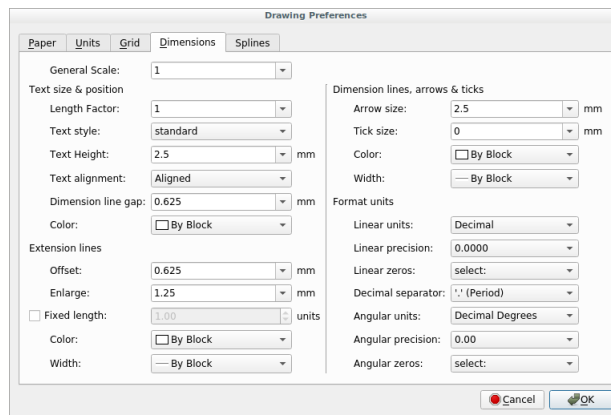 Drawing Preferences
Paper Units Grid Dimensions Splines
General Scale: 1
Text size & position
Length Factor: 1
Text style: standard
Text Height: 2.5 mm
Text alignment: Aligned
Dimension line gap: 0.625 mm
Color: By Block
Extension lines
Offset: 0.625 mm
Enlarge: 1.25 mm
Fixed length: 1.00 units
Color: By Block
Width: By Block
Dimension lines, arrows & ticks
Arrow size: 2.5 mm
Tick size: 0 mm
Color: By Block
Width: By Block
Format units
Linear units: Decimal
Linear precision: 0.0000
Linear zeros: select:
Decimal separator: '.' (Period)
Angular units: Decimal Degrees
Angular precision: 0.00
Angular zeros: select:
Cancel OK